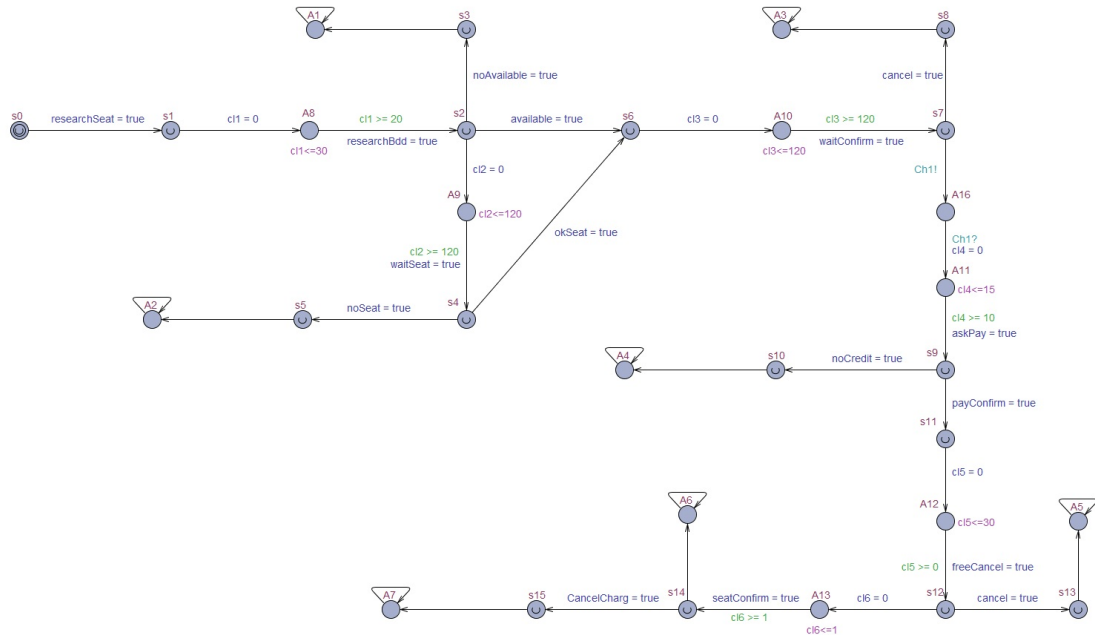 A1
s3
A3
s8
noAvailable = true
cancel = true
s0
researchSeat = true
s1
cl1 = 0
A8
cl1 >= 20
s2
available = true
s6
cl3 = 0
A10
cl3 >= 120
s7
cl1<=30
researchBdd = true
cl3<=120
waitConfirm = true
cl2 = 0
Ch1!
A9
A16
cl2<=120
okSeat = true
Ch1?
cl2 >= 120
cl4 = 0
waitSeat = true
A11
cl4<=15
A2
s5
noSeat = true
s4
cl4 >= 10
askPay = true
A4
s10
noCredit = true
s9
payConfirm = true
s11
cl5 = 0
A6
A12
A5
cl5<=30
cl5 >= 0
freeCancel = true
A7
s15
CancelCharg = true
s14
seatConfirm = true
A13
cl6 = 0
s12
cancel = true
s13
cl6 >= 1
cl6<=1